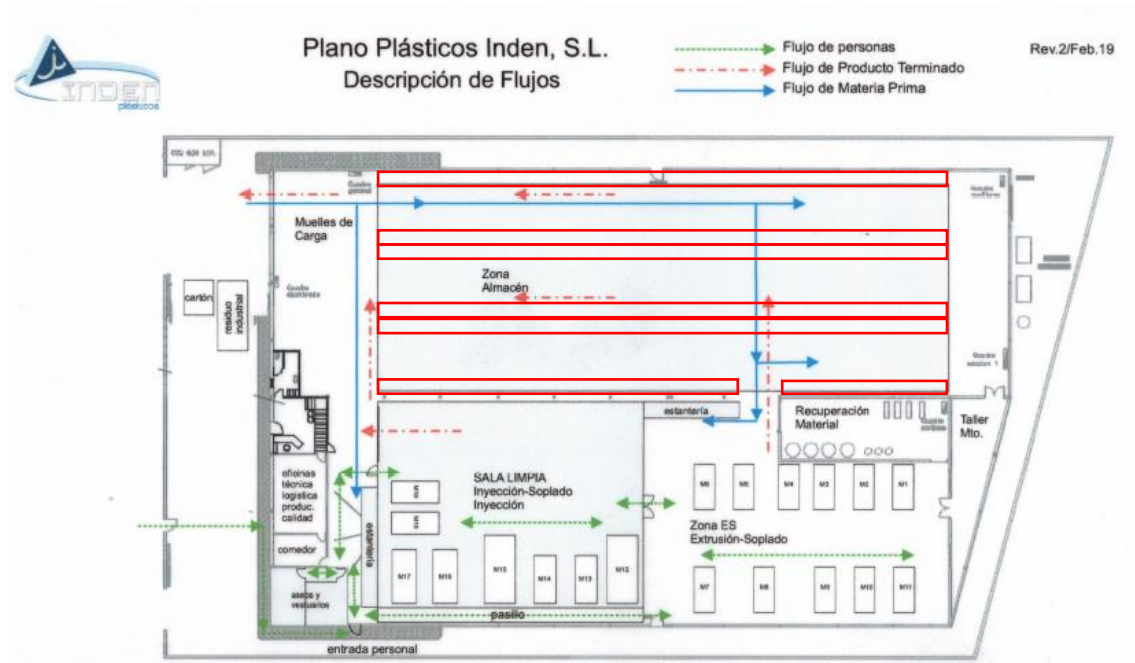 INDEN
plásticos
Plano Plásticos Inden, S.L.
Descripción de Flujos
Flujo de personas
Flujo de Producto Terminado
Flujo de Materia Prima
Rev.2/Feb.19
Cuadro
general
Muelles de
Carga
Zona
Almacén
cartón
residuo
industrial
estantería
Recuperación
Material
Taller
Mto.
oficinas
técnica
logistica
produc.
calidad
comedor
aseos y
vestuarios
entrada personal
estantería
SALA LIMPIA
Inyección-Soplado
Inyección
M17
M16
M15
M14
M13
M12
pasillo
M6
M5
M4
M3
M2
M1
Zona ES
Extrusión-Soplado
M7
M8
M9
M10
M11